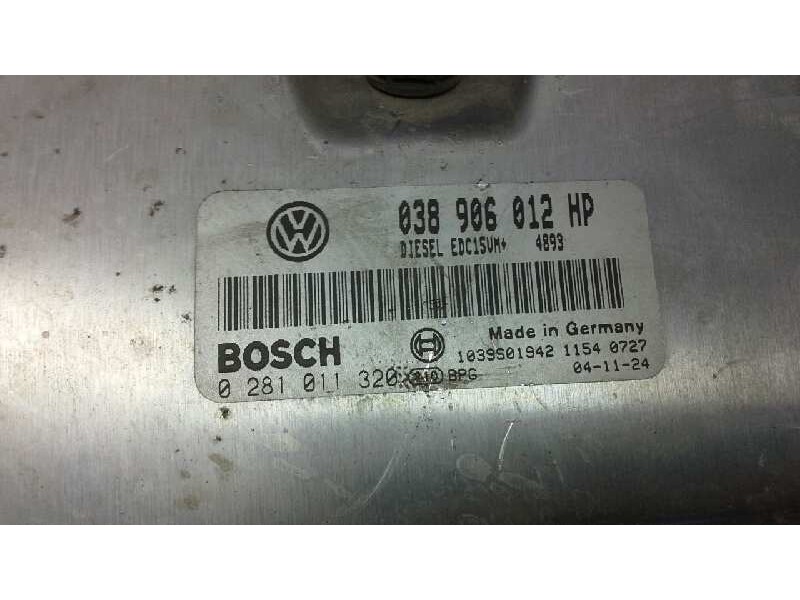 038 906 012 HP
DIESEL EDC15VM+ 4893
BOSCH
Made in Germany
1039S01942 1154 0727
0 281 011 320 BPG
04-11-24